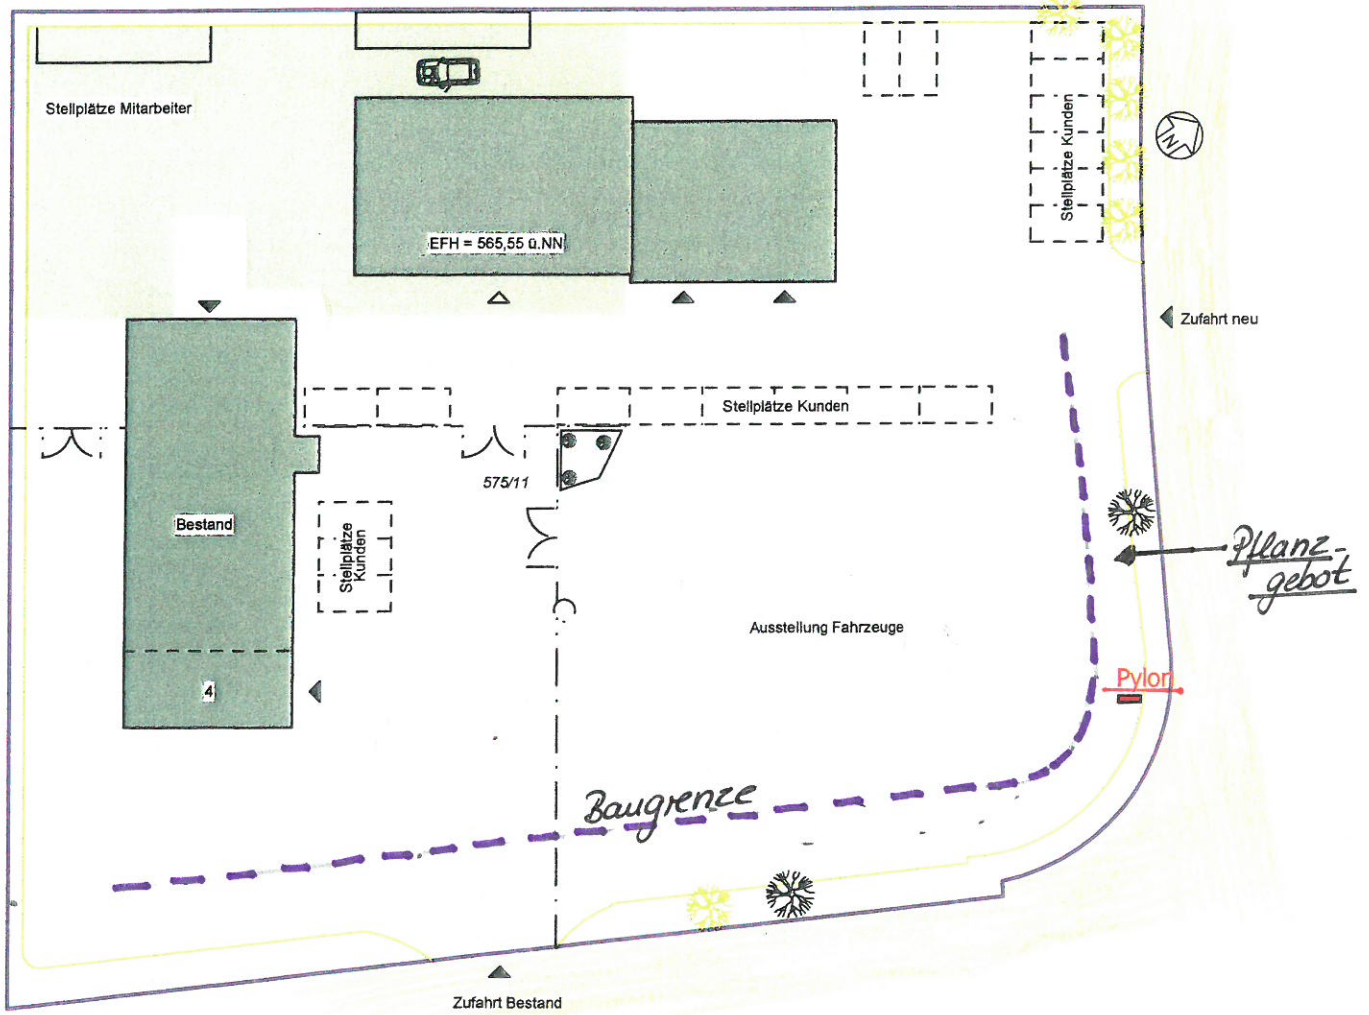 Stellplätze Mitarbeiter
Stellplätze Kunden
N
EFH = 565,55 ü.NN
Zufahrt neu
Stellplätze Kunden
575/11
Bestand
Stellplätze
Kunden
Pflanz-
gebot
Ausstellung Fahrzeuge
4
Pylon
Baugrenze
Zufahrt Bestand